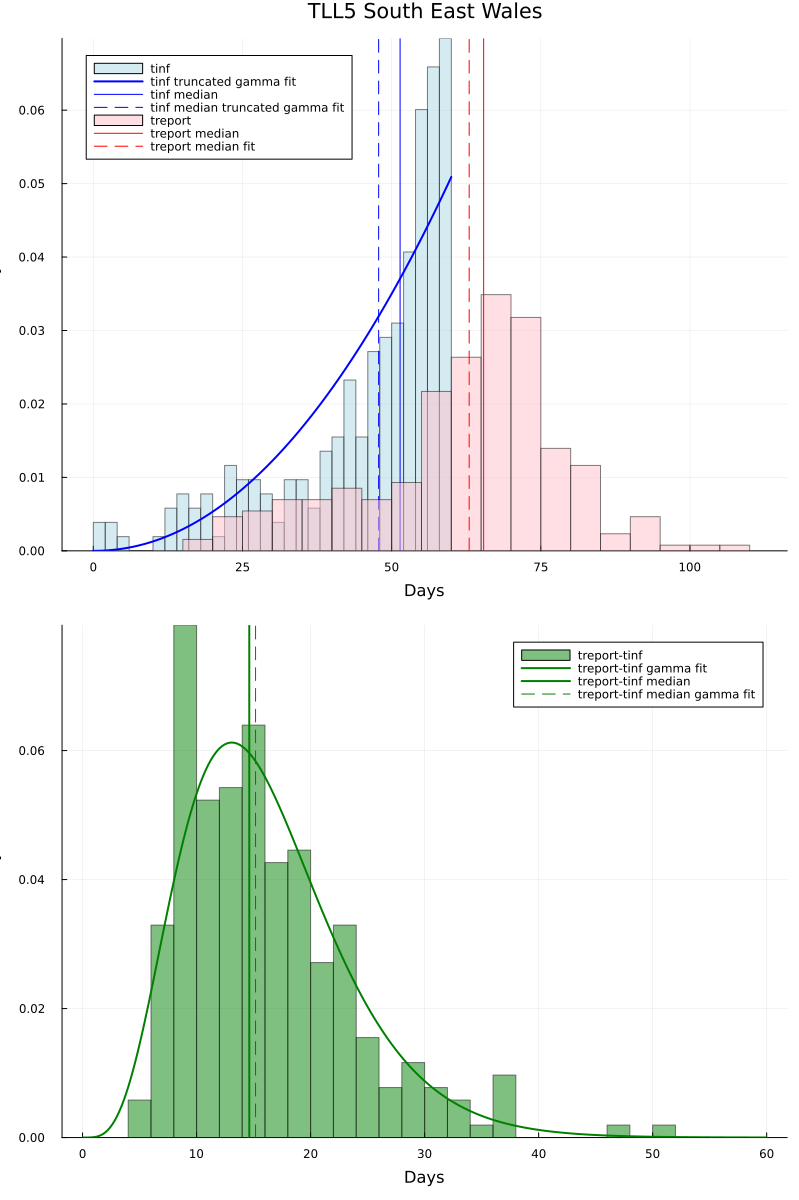 TLL5 South East Wales
tinf
tinf truncated gamma fit
tinf median
tinf median truncated gamma fit
treport
treport median
treport median fit
0.06
0.05
0.04
0.03
0.02
0.01
0.00
0 25 50 75 100
Days
treport-tinf
treport-tinf gamma fit
treport-tinf median
treport-tinf median gamma fit
0.06
0.04
0.02
0.00
0 10 20 30 40 50 60
Days